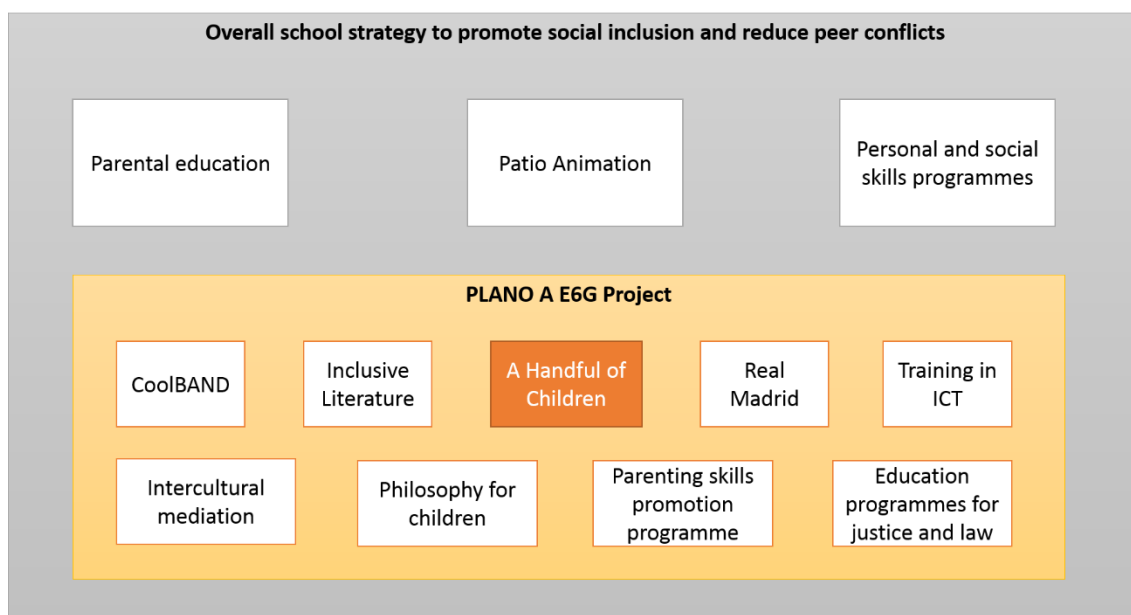 Overall school strategy to promote social inclusion and reduce peer conflicts
Parental education
Patio Animation
Personal and social
skills programmes
PLANO A E6G Project
CoolBAND
Inclusive
Literature
A Handful of
Children
Real
Madrid
Training in
ICT
Intercultural
mediation
Philosophy for
children
Parenting skills
promotion
programme
Education
programmes for
justice and law